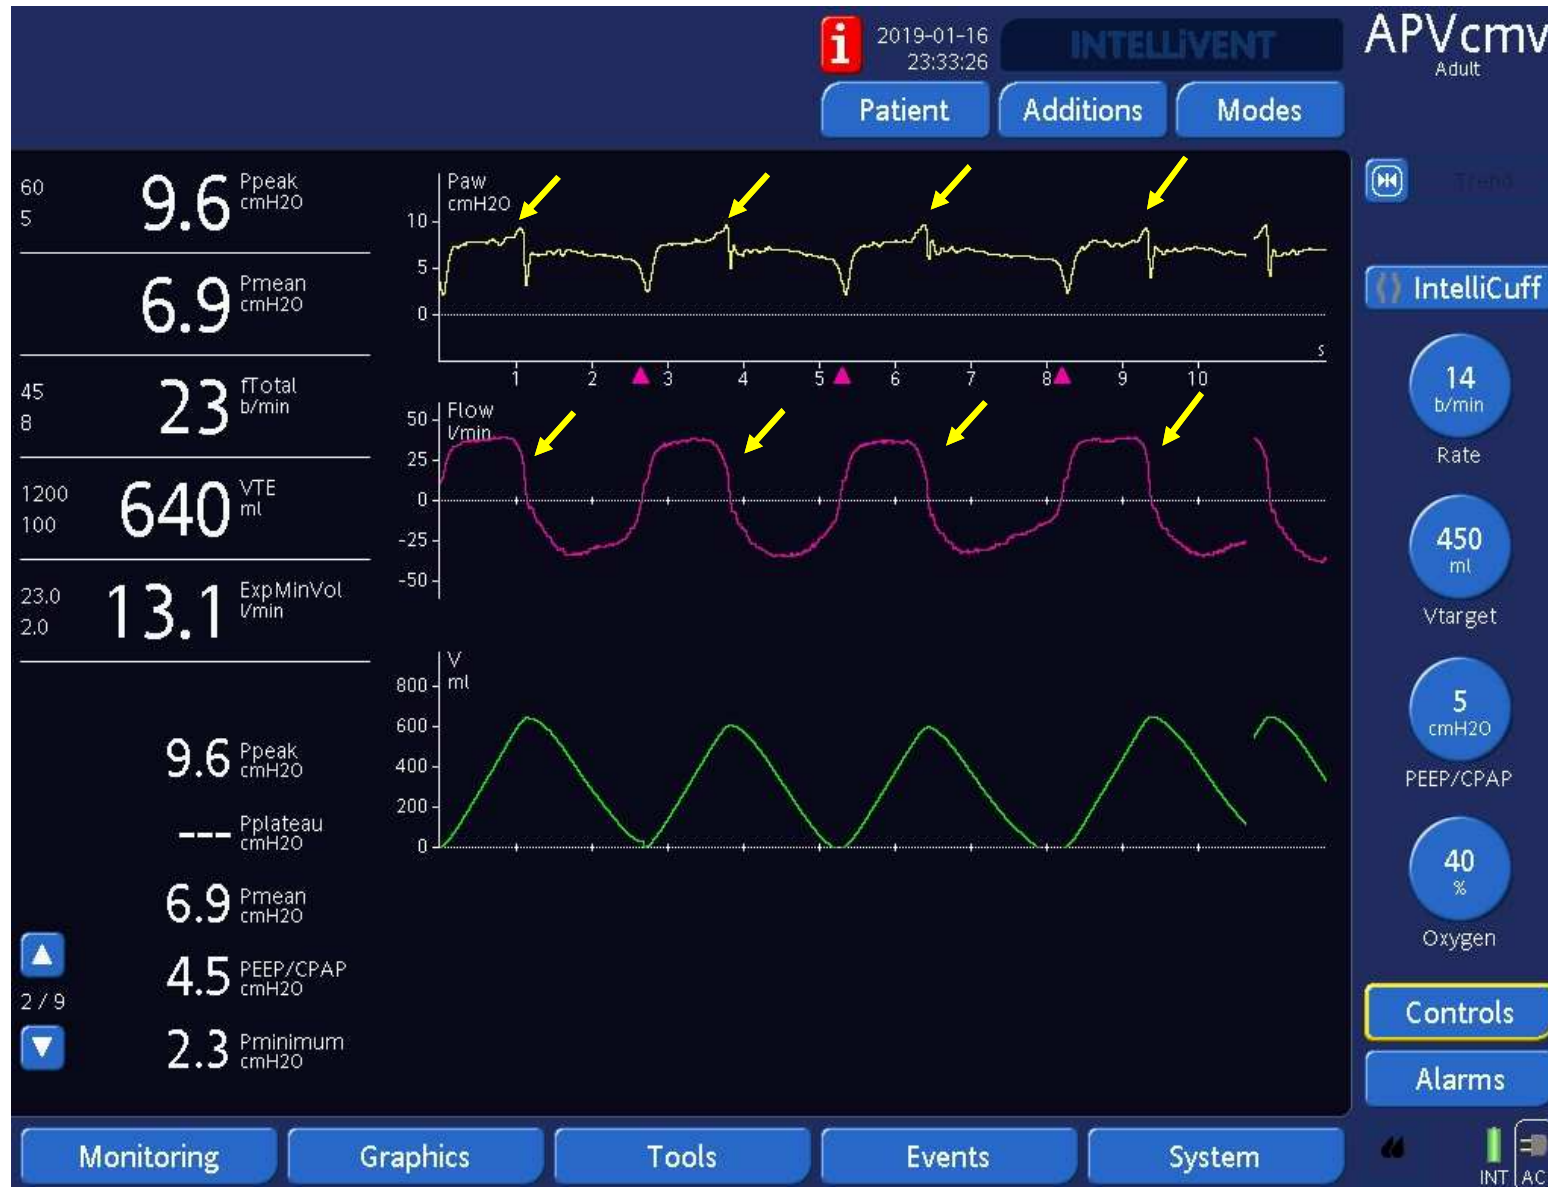 i
2019-01-16
23:33:26
INTELLiVENT
APVcmv
Adult
Patient
Additions
Modes
60
5
9.6
Ppeak
cmH2O
6.9
Pmean
cmH2O
45
8
23
fTotal
b/min
1200
100
640
VTE
ml
23.0
2.0
13.1
ExpMinVol
l/min
9.6
Ppeak
cmH2O
---
Pplateau
cmH2O
6.9
Pmean
cmH2O
4.5
PEEP/CPAP
cmH2O
2 / 9
2.3
Pminimum
cmH2O
Paw
cmH2O
10
5
0
s
1 2 3 4 5 6 7 8 9 10
Flow
l/min
50
25
0
-25
-50
V
ml
800
600
400
200
0
Trend
IntelliCuff
14
b/min
Rate
450
ml
Vtarget
5
cmH2O
PEEP/CPAP
40
%
Oxygen
Controls
Alarms
Monitoring
Graphics
Tools
Events
System
INT
AC